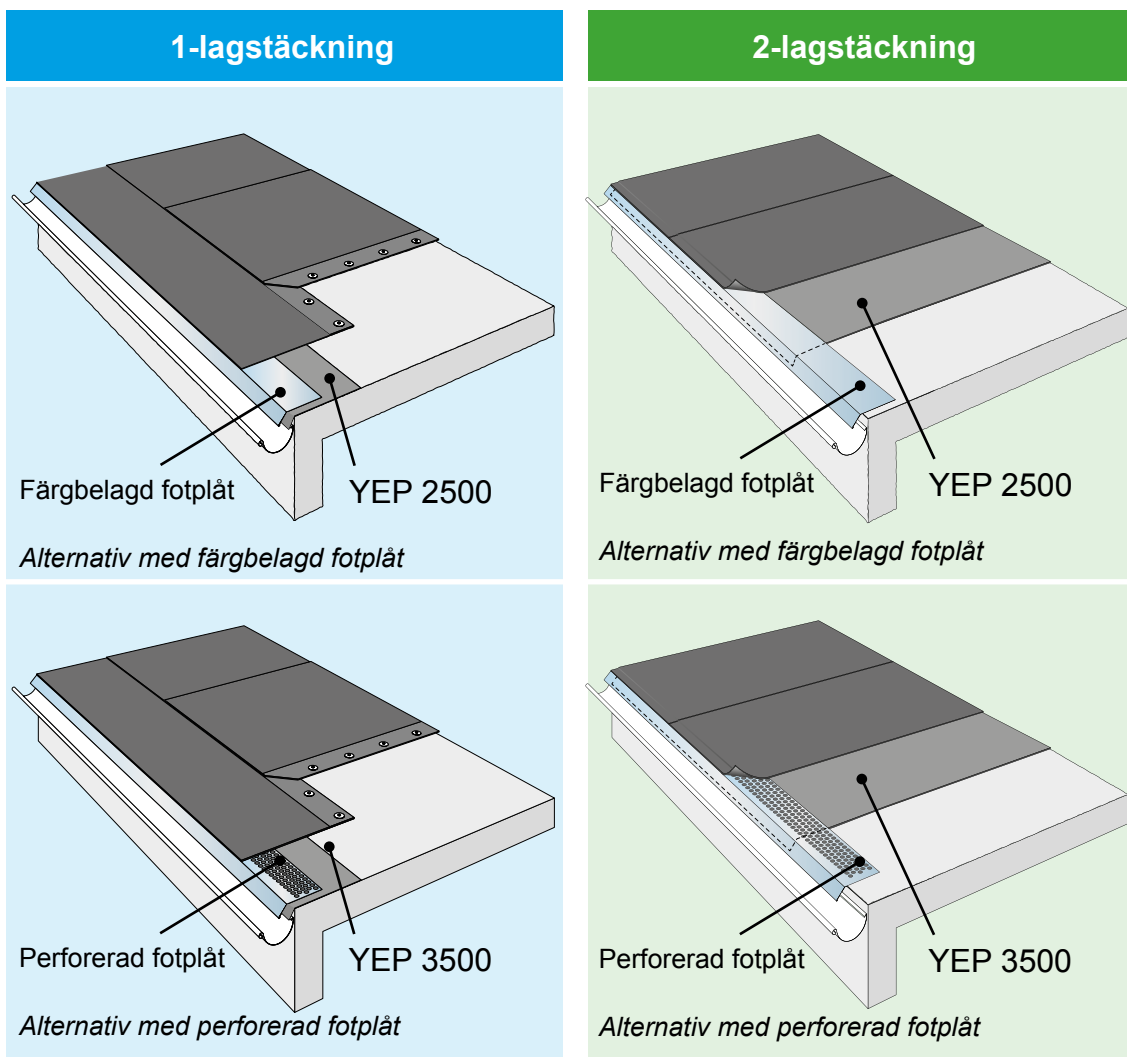 1-lagstäckning
2-lagstäckning
Färgbelagd fotplåt
YEP 2500
Alternativ med färgbelagd fotplåt
Färgbelagd fotplåt
YEP 2500
Alternativ med färgbelagd fotplåt
Perforerad fotplåt
YEP 3500
Alternativ med perforerad fotplåt
Perforerad fotplåt
YEP 3500
Alternativ med perforerad fotplåt